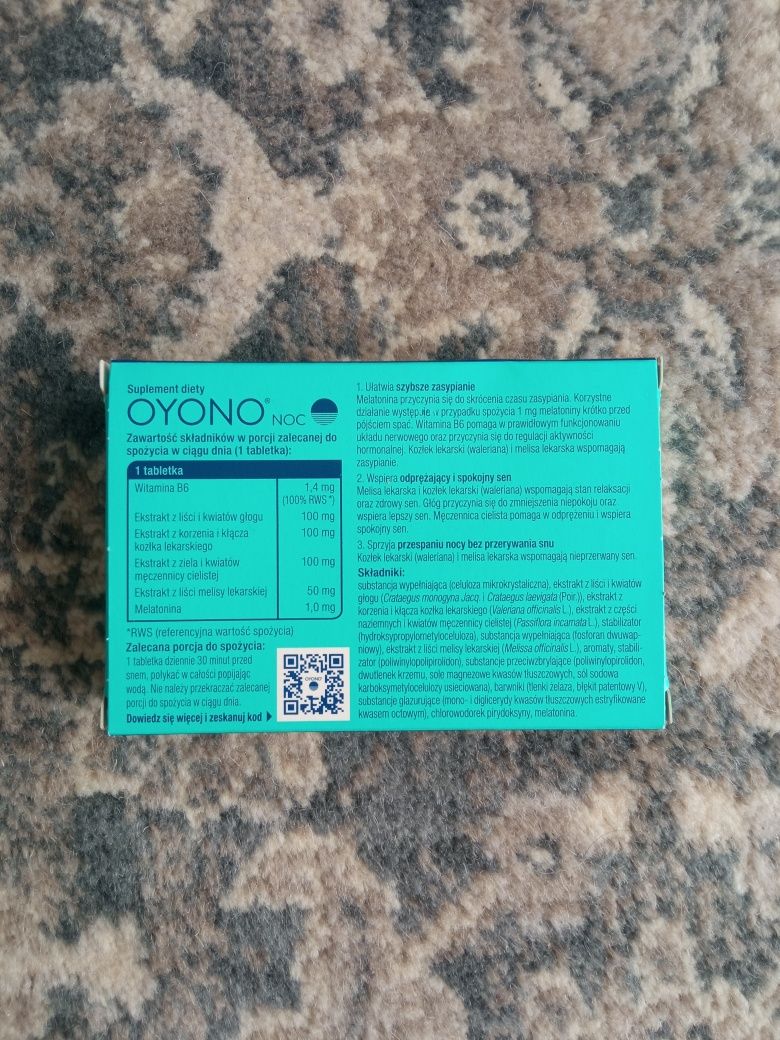 Suplement diety
OYONO® NOC
Zawartość składników w porcji zalecanej do
spożycia w ciągu dnia (1 tabletka):
1 tabletka
Witamina B6 1,4 mg
(100% RWS*)
Ekstrakt z liści i kwiatów głogu 100 mg
Ekstrakt z korzenia i kłącza 100 mg
kozłka lekarskiego
Ekstrakt z ziela i kwiatów 100 mg
męczennicy cielistej
Ekstrakt z liści melisy lekarskiej 50 mg
Melatonina 1,0 mg
*RWS (referencyjna wartość spożycia)
Zalecana porcja do spożycia:
1 tabletka dziennie 30 minut przed
snem, połykać w całości popijając
wodą. Nie należy przekraczać zalecanej
porcji do spożycia w ciągu dnia.
Dowiedz się więcej i zeskanuj kod
OYONO
1. Ułatwia szybsze zasypianie
Melatonina przyczynia się do skrócenia czasu zasypiania. Korzystne
działanie występuje w przypadku spożycia 1 mg melatoniny krótko przed
pójściem spać. Witamina B6 pomaga w prawidłowym funkcjonowaniu
układu nerwowego oraz przyczynia się do regulacji aktywności
hormonalnej. Kozłek lekarski (waleriana) i melisa lekarska wspomagają
zasypianie.
2. Wspiera odprężający i spokojny sen
Melisa lekarska i kozłek lekarski (waleriana) wspomagają stan relaksacji
oraz zdrowy sen. Głóg przyczynia się do zmniejszenia niepokoju oraz
wspiera lepszy sen. Męczennica cielista pomaga w odprężeniu i wspiera
spokojny sen.
3. Sprzyja przespaniu nocy bez przerywania snu
Kozłek lekarski (waleriana) i melisa lekarska wspomagają nieprzerwany sen.
Składniki:
substancja wypełniająca (celuloza mikrokrystaliczna), ekstrakt z liści i kwiatów
głogu (Crataegus monogyna Jacq. i Crataegus laevigata (Poir.)), ekstrakt z
korzenia i kłącza kozłka lekarskiego (Valeriana officinalis L.), ekstrakt z części
naziemnych i kwiatów męczennicy cielistej (Passiflora incarnata L.), stabilizator
(hydroksypropylometyloceluloza), substancja wypełniająca (fosforan dwuwap-
niowy), ekstrakt z liści melisy lekarskiej (Melissa officinalis L.), aromaty, stabili-
zator (poliwinylopolipirolidon), substancje przeciwzbrylające (poliwinylopirolidon,
dwutlenek krzemu, sole magnezowe kwasów tłuszczowych, sól sodowa
karboksymetylocelulozy usieciowana), barwniki (tlenki żelaza, błękit patentowy V),
substancje glazurujące (mono- i diglicerydy kwasów tłuszczowych estryfikowane
kwasem octowym), chlorowodorek pirydoksyny, melatonina.